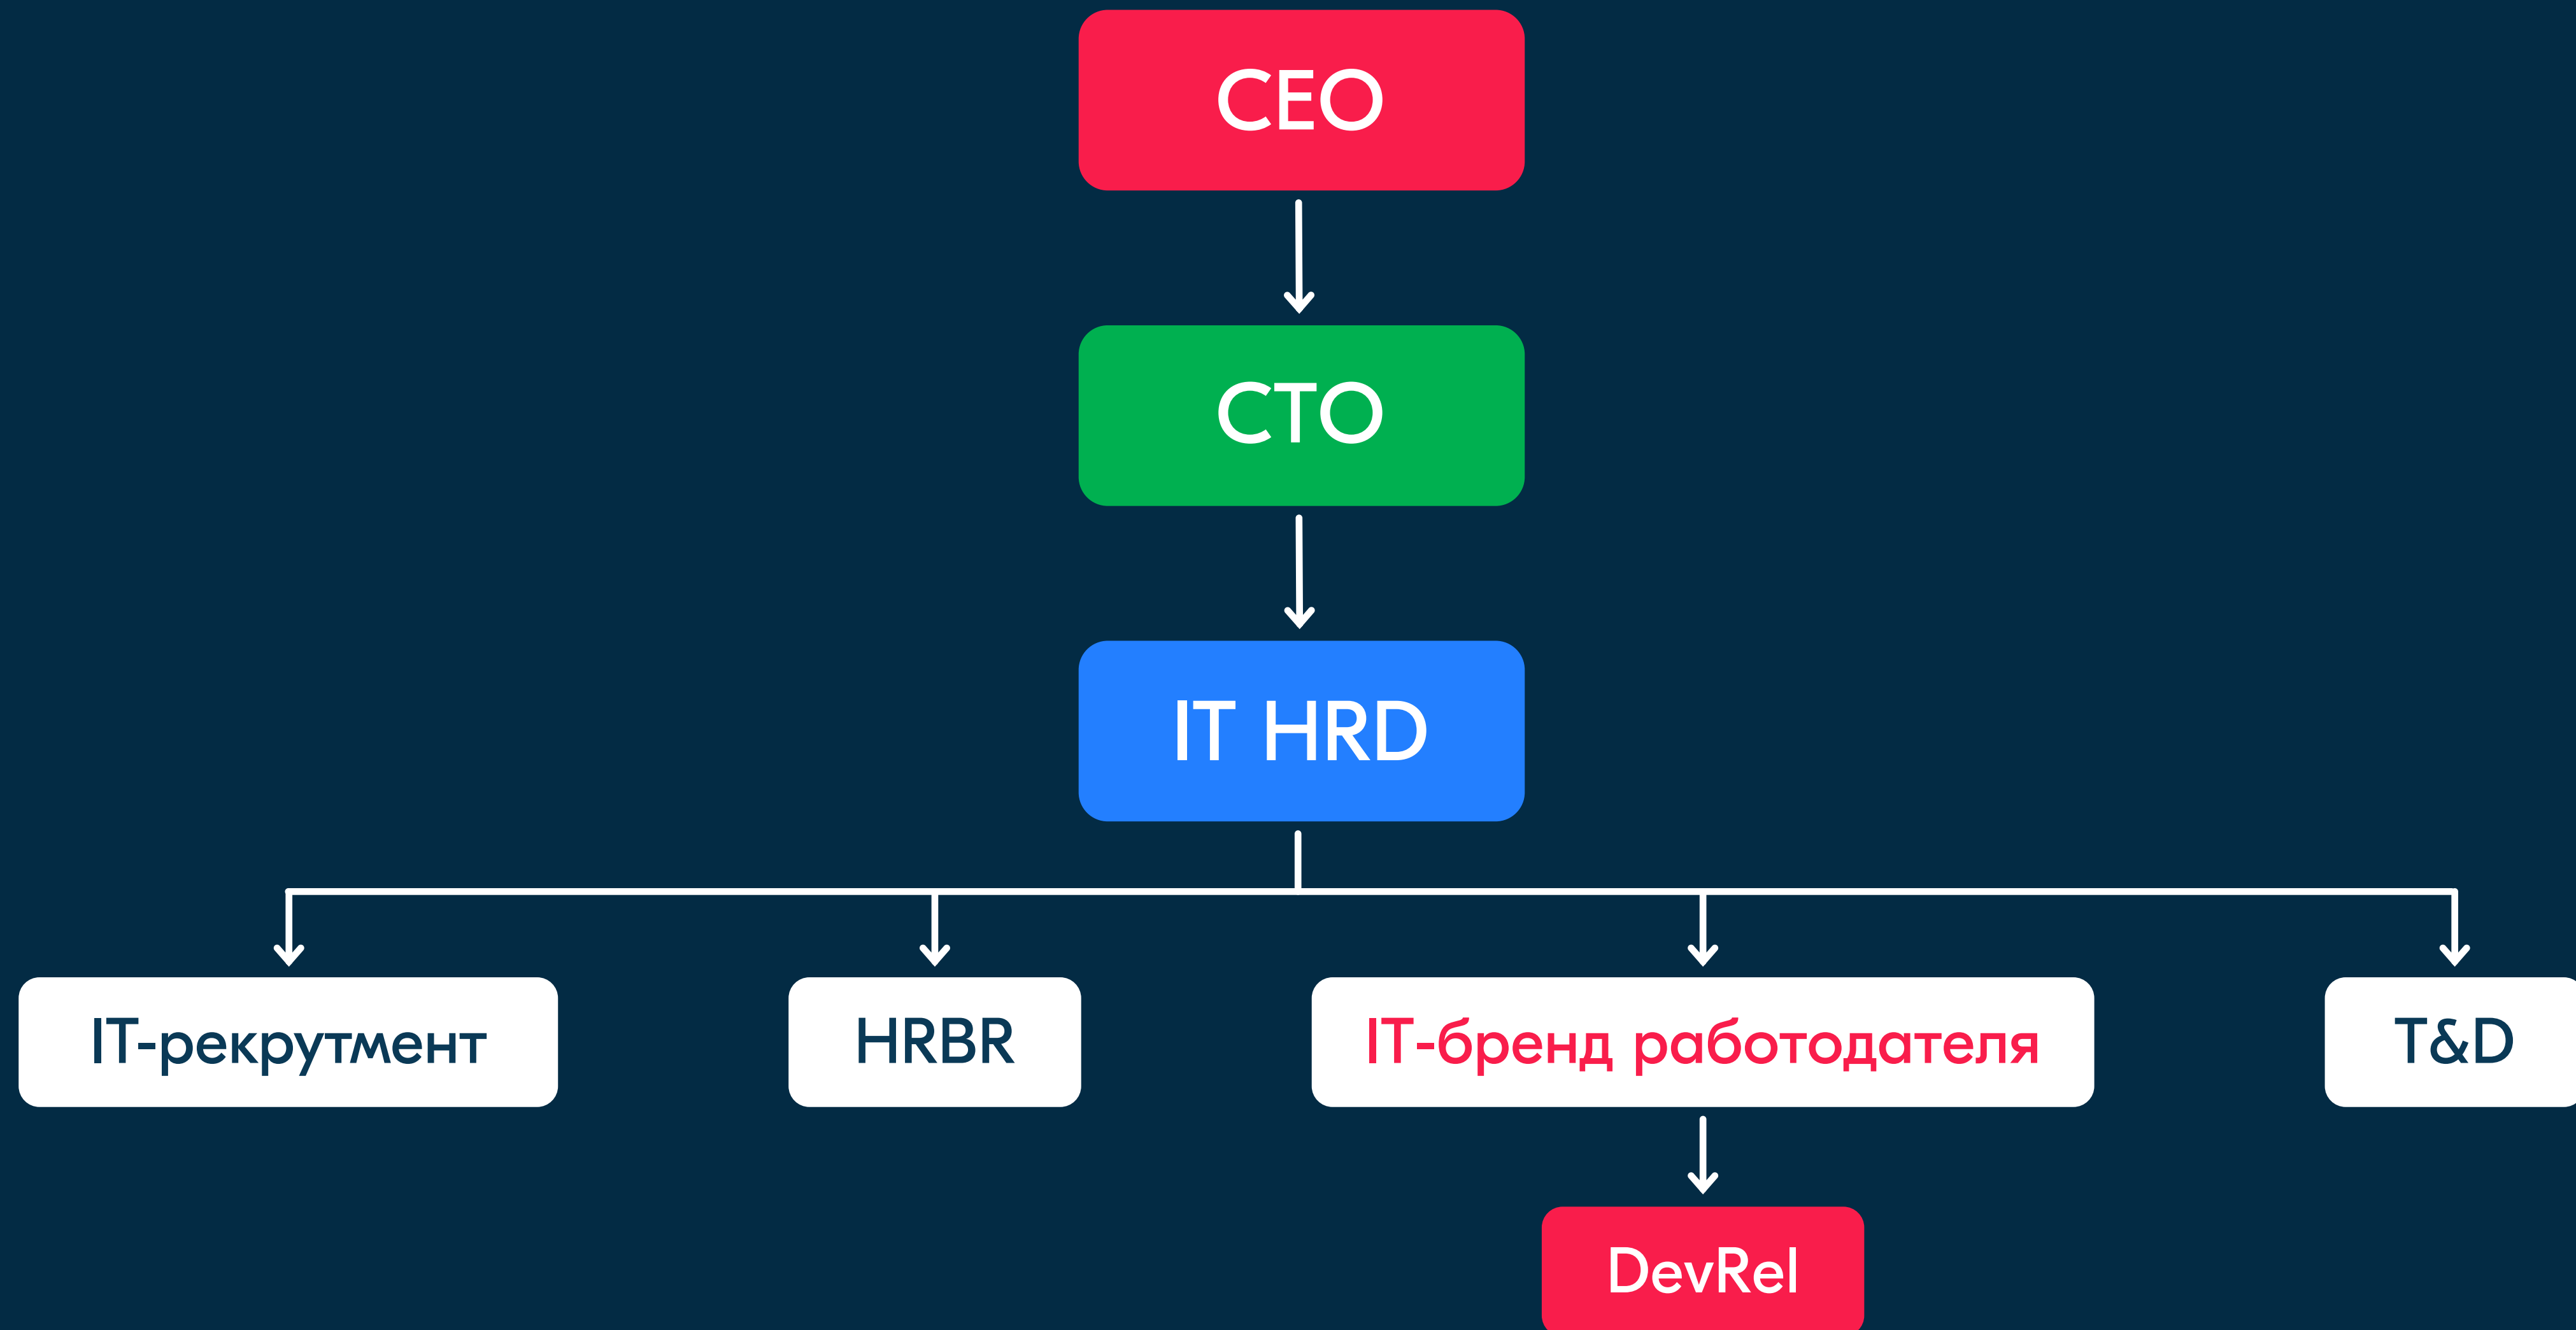 CEO
CTO
IT HRD
IT-рекрутмент
HRBR
IT-бренд работодателя
T&D
DevRel